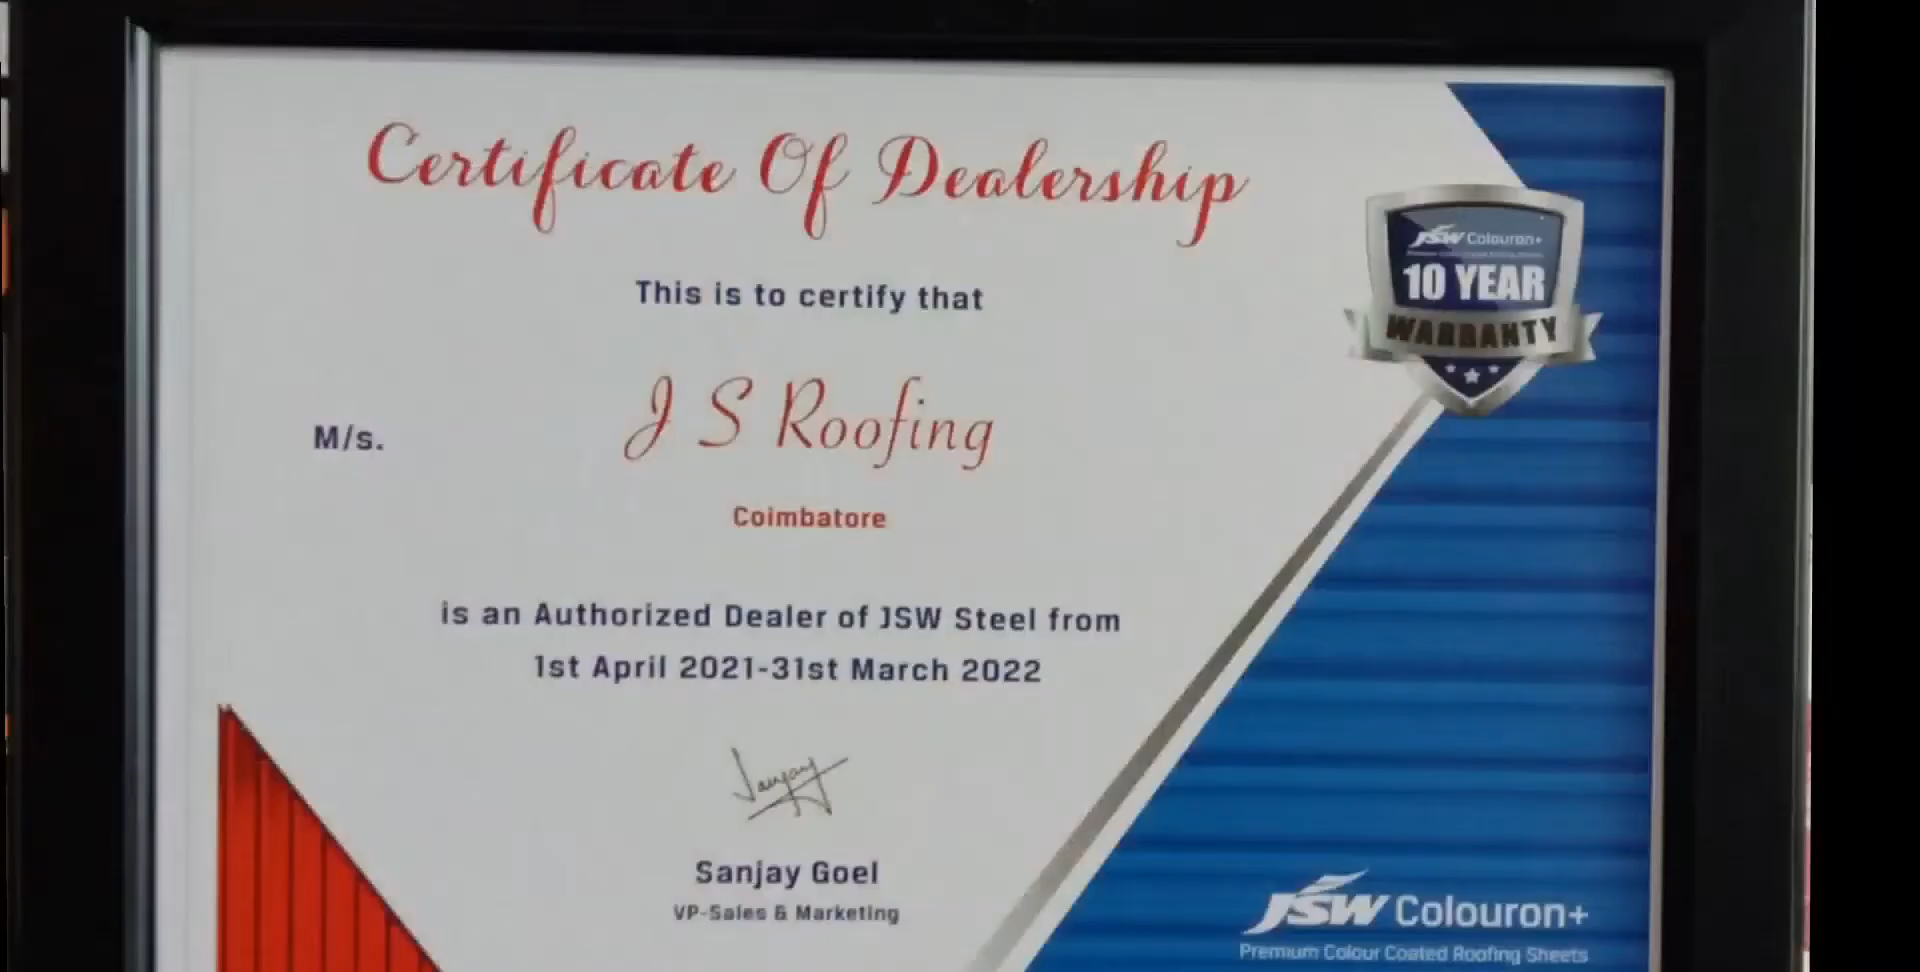 Certificate Of Dealership
This is to certify that
M/s. J S Roofing
Coimbatore
is an Authorized Dealer of JSW Steel from
1st April 2021-31st March 2022
Sanjay
Sanjay Goel
VP-Sales & Marketing
JSW Colouron+
10 YEAR
WARRANTY
JSW Colouron+
Premium Colour Coated Roofing Sheets